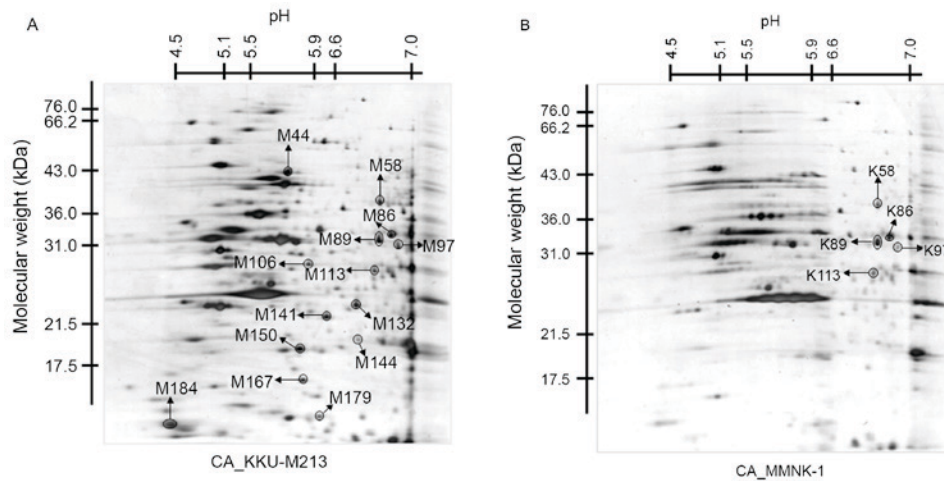 A
pH
4.5
5.1
5.5
5.9
6.6
7.0
Molecular weight (kDa)
76.0
66.2
43.0
36.0
31.0
21.5
17.5
M44
M58
M86
M89
M97
M106
M113
M141
M132
M150
M144
M167
M184
M179
CA_KKU-M213
B
pH
4.5
5.1
5.5
5.9
6.6
7.0
Molecular weight (kDa)
76.0
66.2
43.0
36.0
31.0
21.5
17.5
K58
K86
K89
K97
K113
CA_MMNK-1